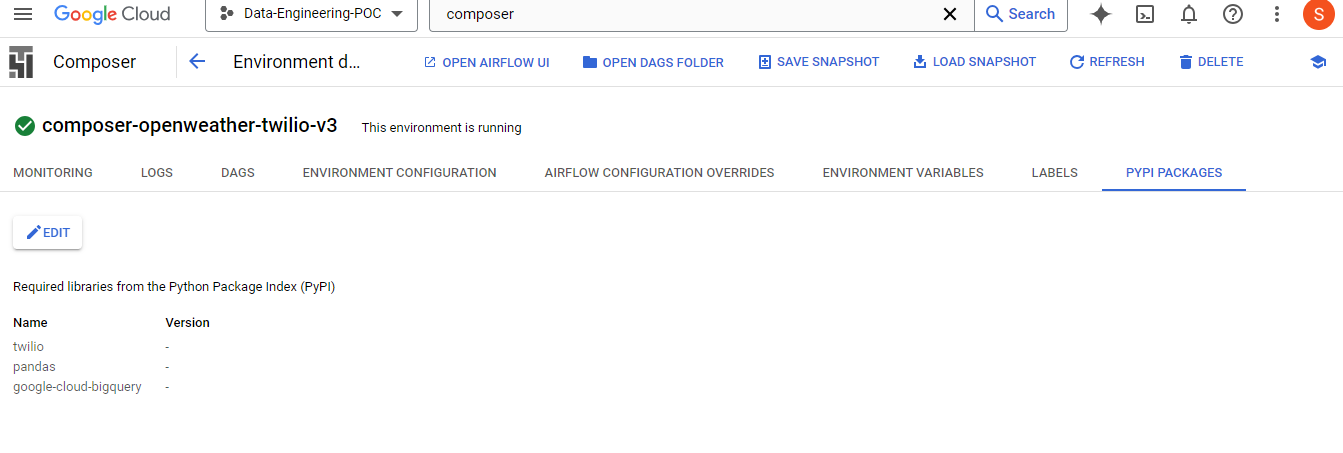 Google Cloud Data-Engineering-POC composer Search S
Composer Environment d... OPEN AIRFLOW UI OPEN DAGS FOLDER SAVE SNAPSHOT LOAD SNAPSHOT REFRESH DELETE
composer-openweather-twilio-v3 This environment is running
MONITORING LOGS DAGS ENVIRONMENT CONFIGURATION AIRFLOW CONFIGURATION OVERRIDES ENVIRONMENT VARIABLES LABELS PYPI PACKAGES
EDIT
Required libraries from the Python Package Index (PyPI)
Name Version
twilio -
pandas -
google-cloud-bigquery -